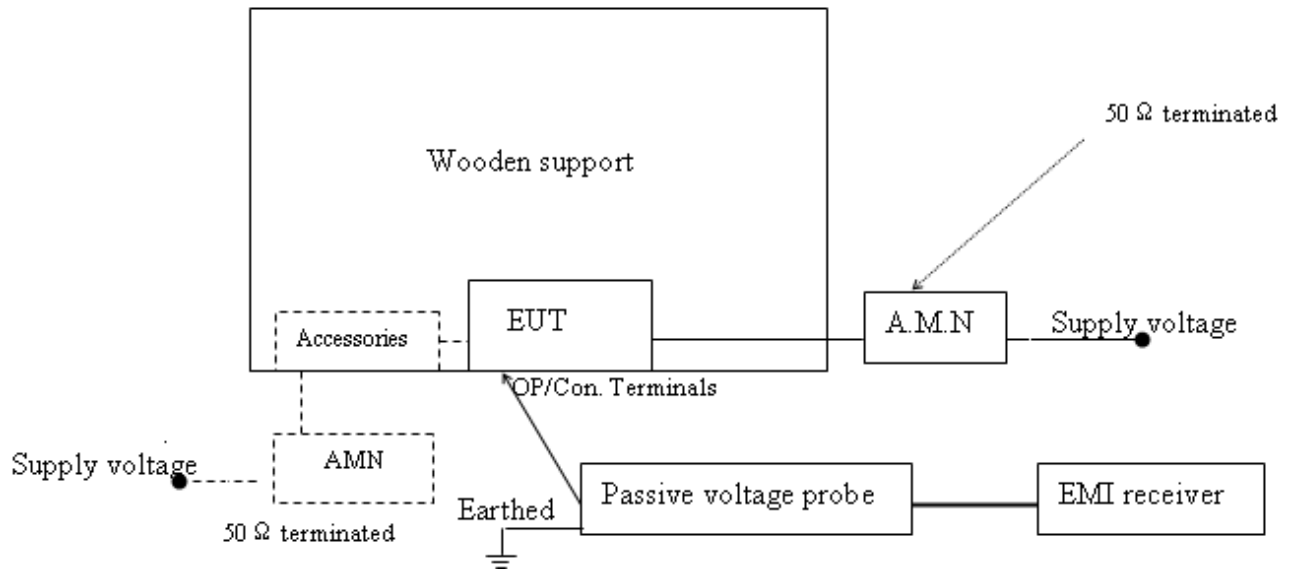 50 Ω terminated
Wooden support
EUT
A.M.N
Supply voltage
Accessories
OP/Con. Terminals
AMN
Supply voltage
Passive voltage probe
EMI receiver
Earthed
50 Ω terminated